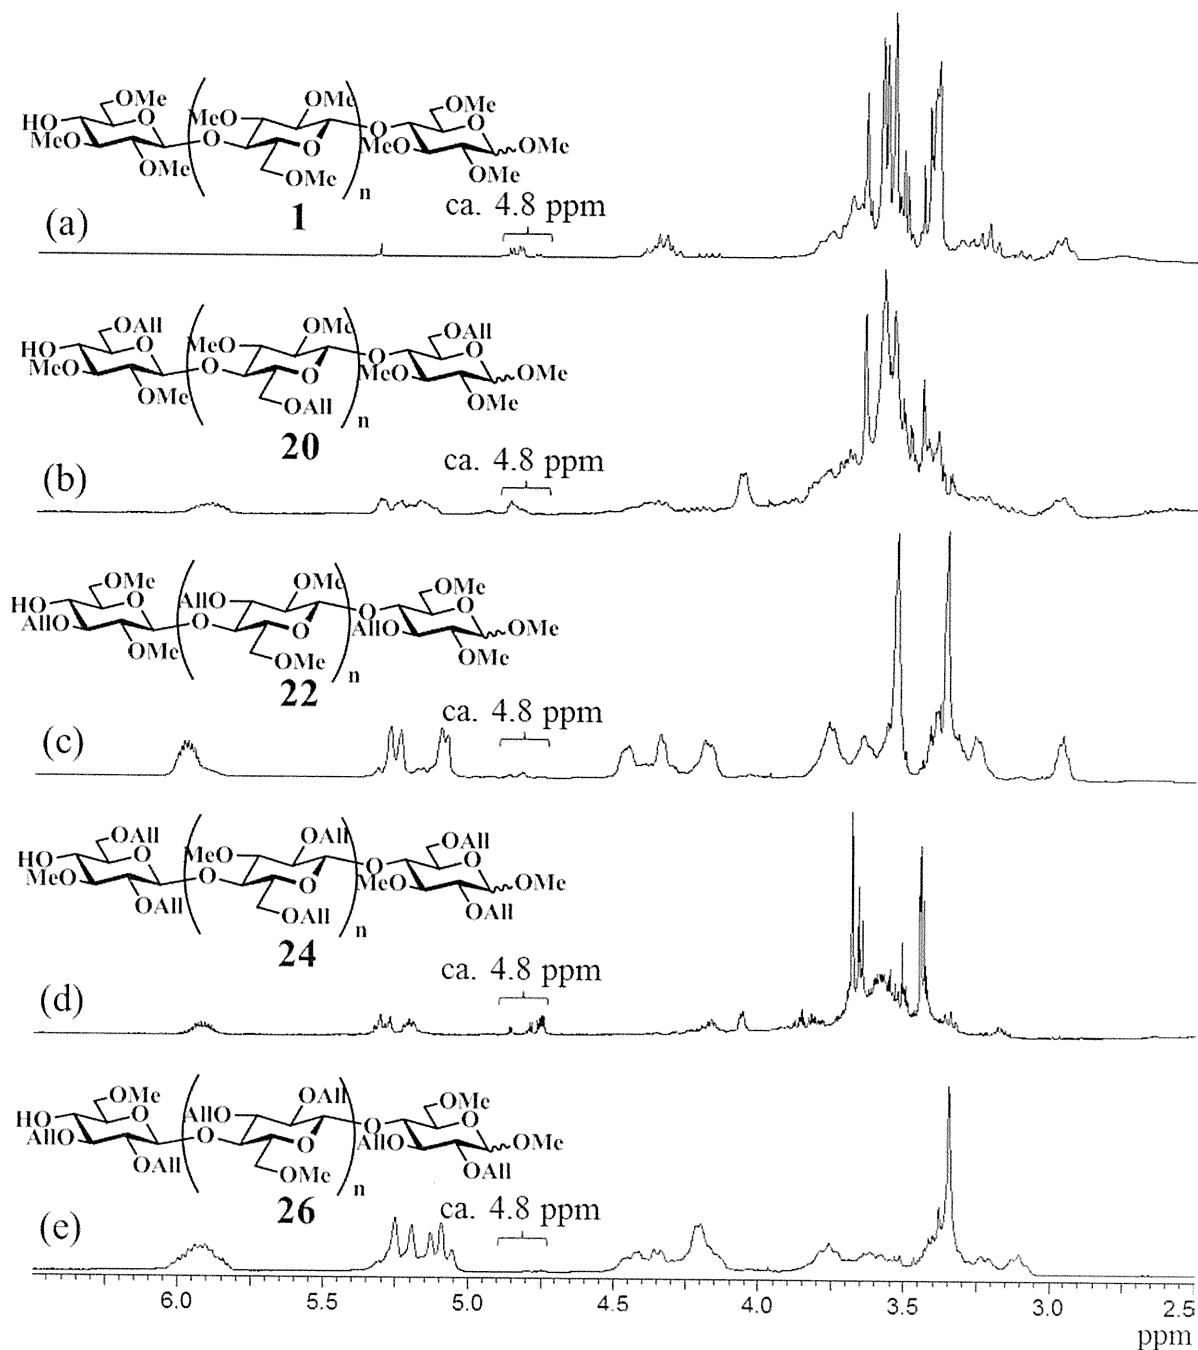 OMe OMe OMe
HO O MeO O O
MeO O O MeO OMe
OMe OMe n OMe
(a) 1 ca. 4.8 ppm
OAll OMe OAll
HO O MeO O O
MeO O O MeO OMe
OMe OAll n OMe
20
(b) ca. 4.8 ppm
OMe OMe OMe
HO O AllO O O
AllO O O AllO OMe
OMe OMe n OMe
22
(c) ca. 4.8 ppm
OAll OAll OAll
HO O MeO O O
MeO O O MeO OMe
OAll OAll n OAll
24
(d) ca. 4.8 ppm
OMe OAll OMe
HO O AllO O O
AllO O O AllO OMe
OAll OMe n OAll
26
(e) ca. 4.8 ppm
6.0 5.5 5.0 4.5 4.0 3.5 3.0 2.5
ppm